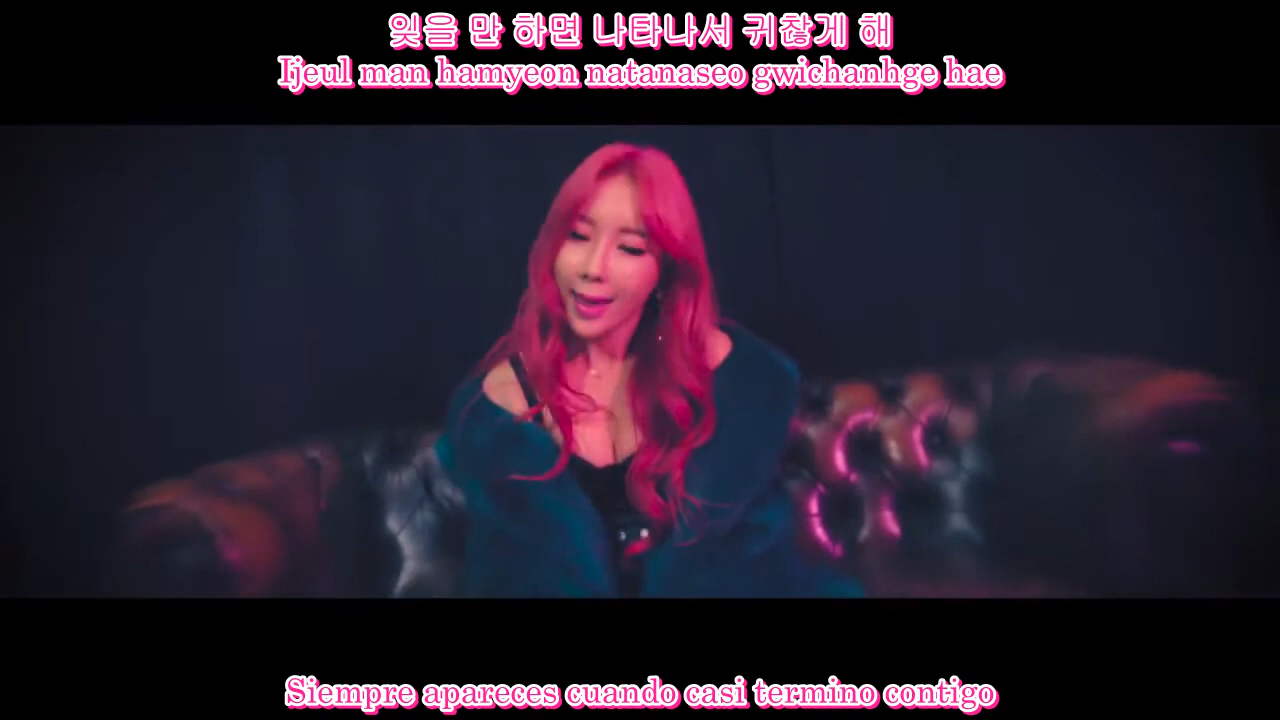 잊을 만 하면 나타나서 귀찮게 해
Ijeul man hamyeon natanaseo gwichanhge hae
Siempre apareces cuando casi termino contigo